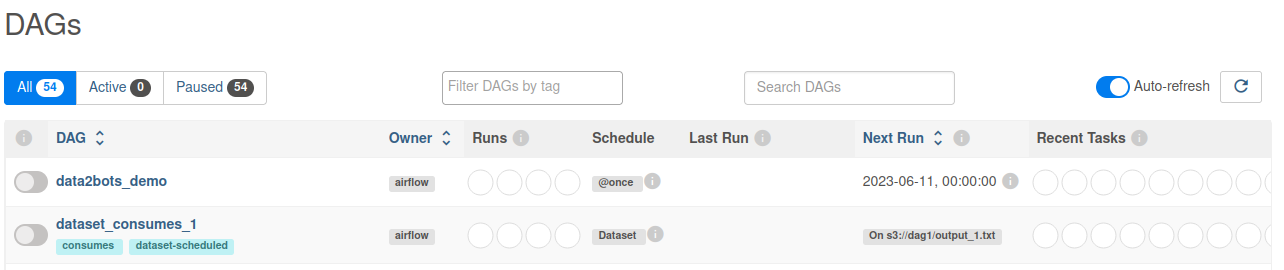 DAGs
All 54 Active 0 Paused 54 Filter DAGs by tag Search DAGs Auto-refresh
i DAG Owner Runs i Schedule Last Run i Next Run i Recent Tasks i
data2bots_demo airflow @once i 2023-06-11, 00:00:00 i
dataset_consumes_1 airflow Dataset i On s3://dag1/output_1.txt
consumes dataset-scheduled